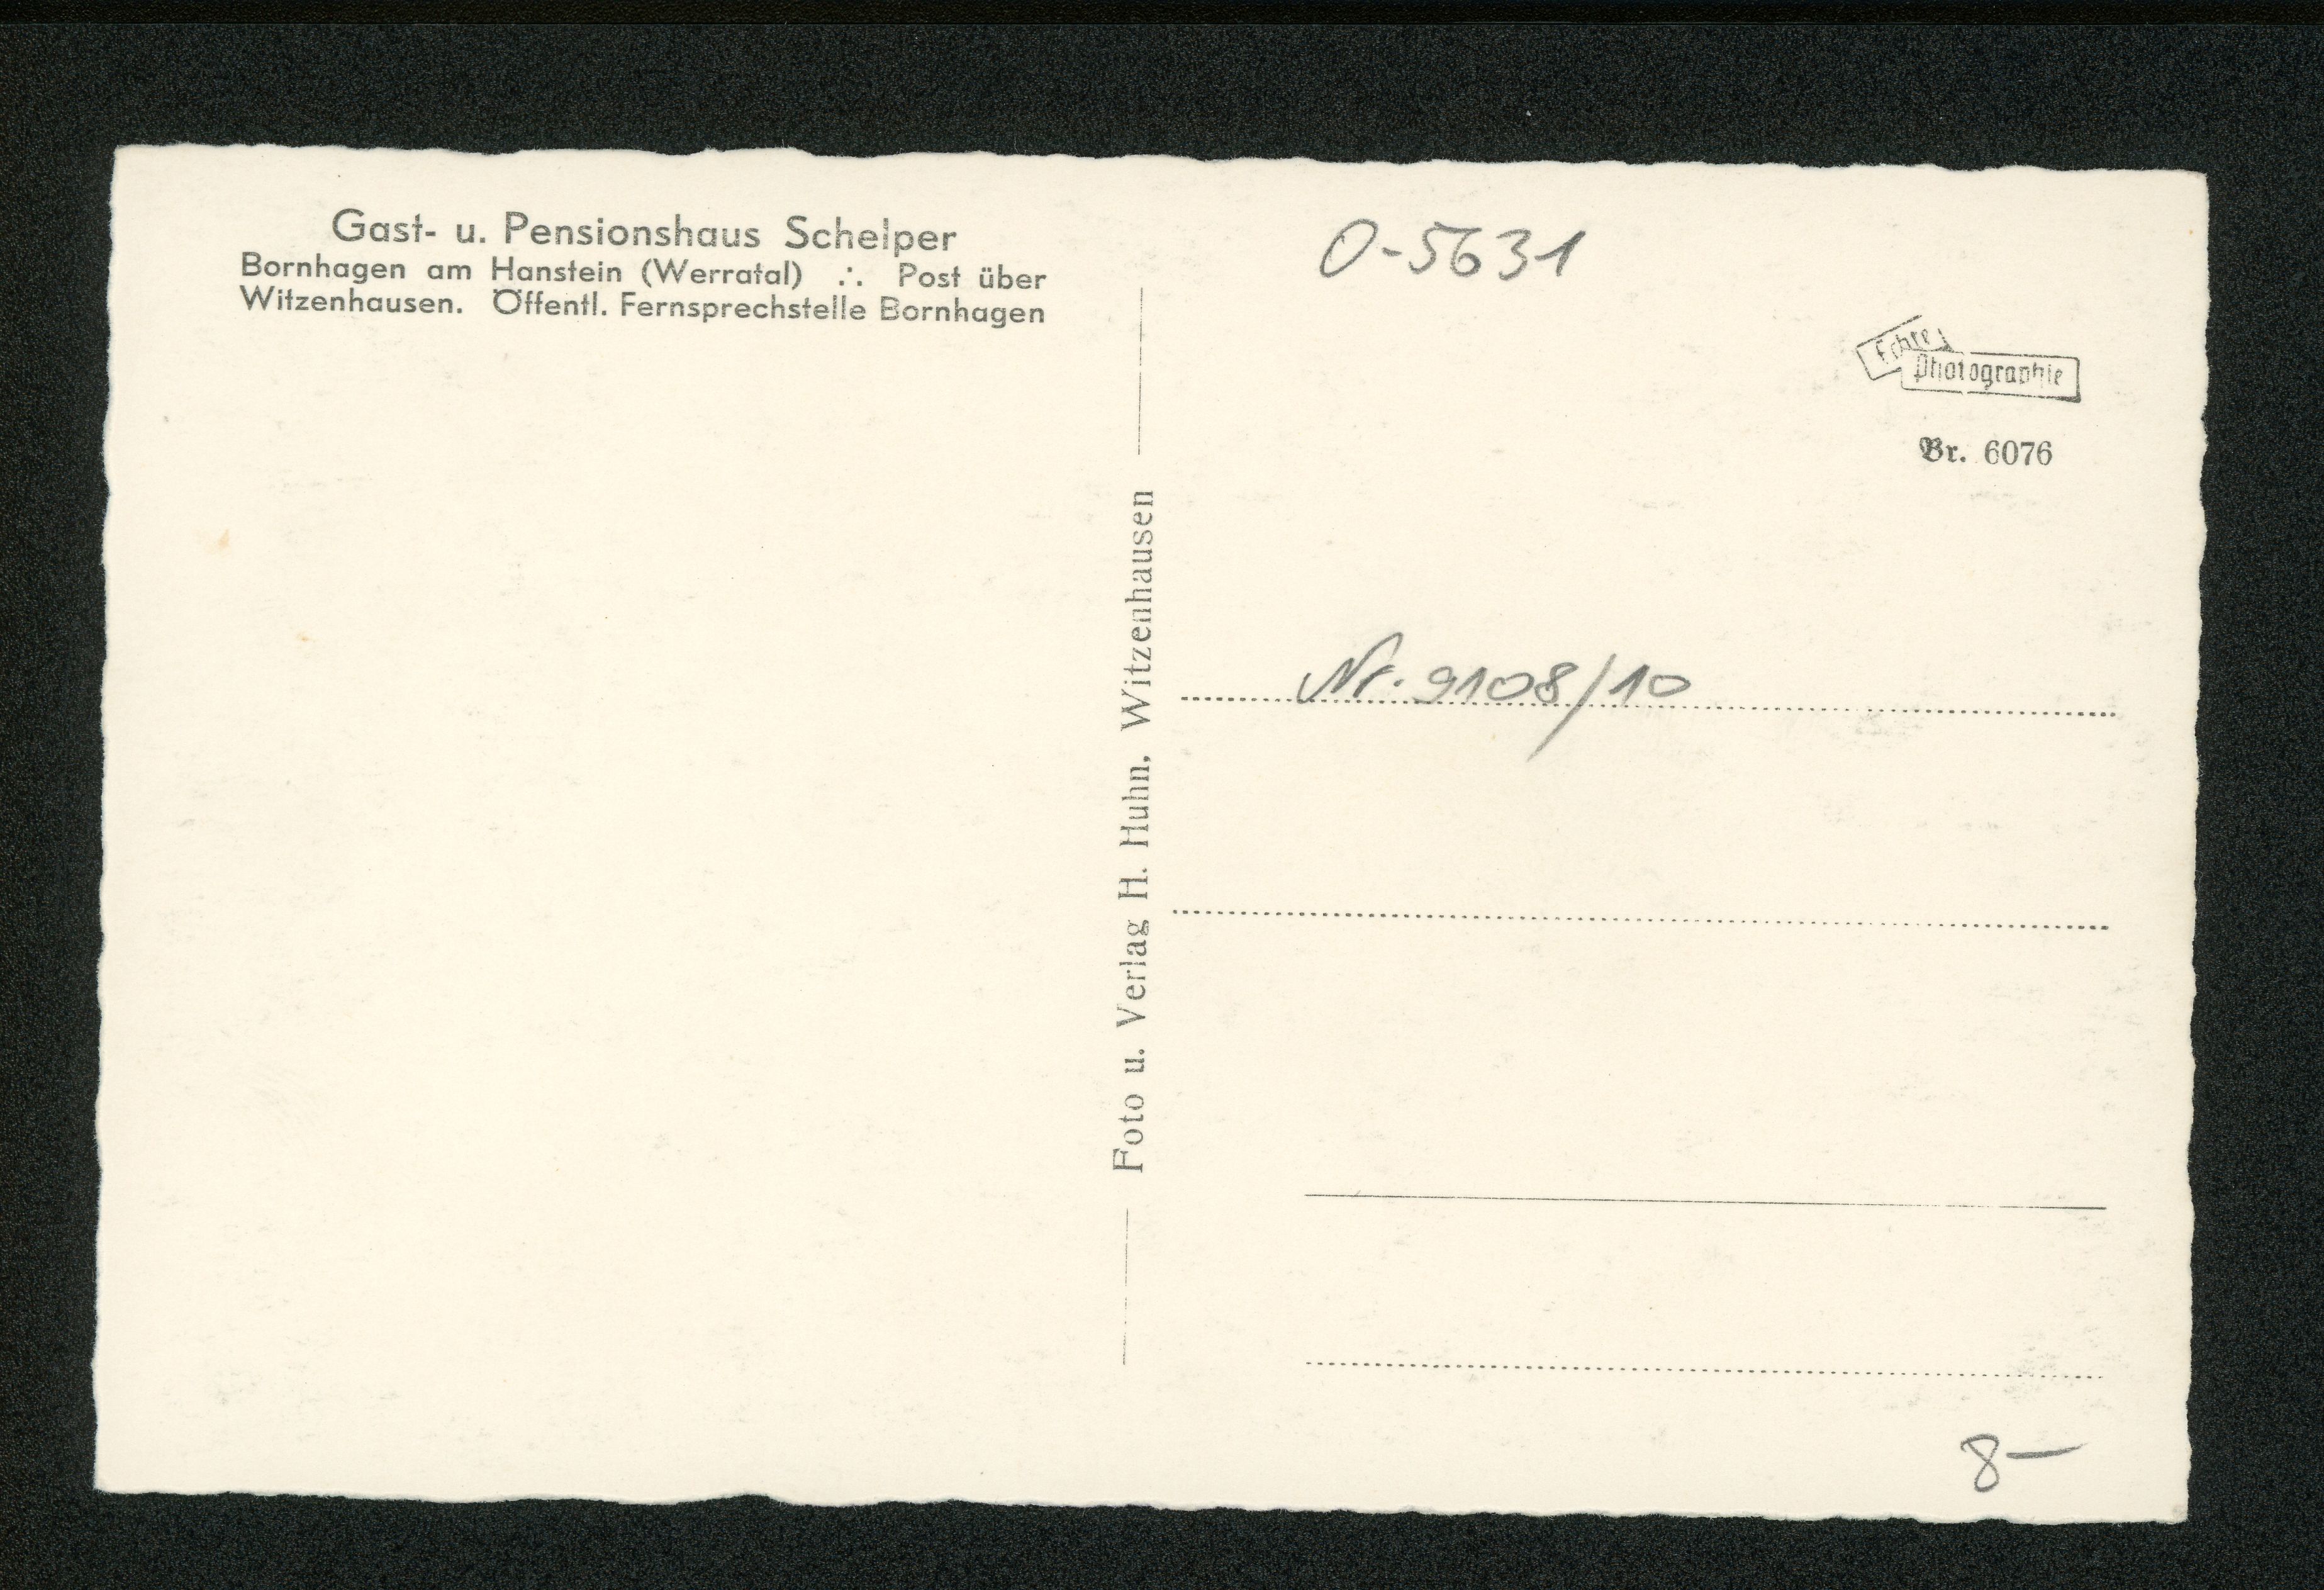 Gast- u. Pensionshaus Schelper
Bornhagen am Hanstein (Werratal) ∴ Post über
Witzenhausen. Öffentl. Fernsprechstelle Bornhagen
Foto u. Verlag H. Huhn, Witzenhausen
O-5631
Echte
Photographie
Br. 6076
Nr. 9108/10
8-